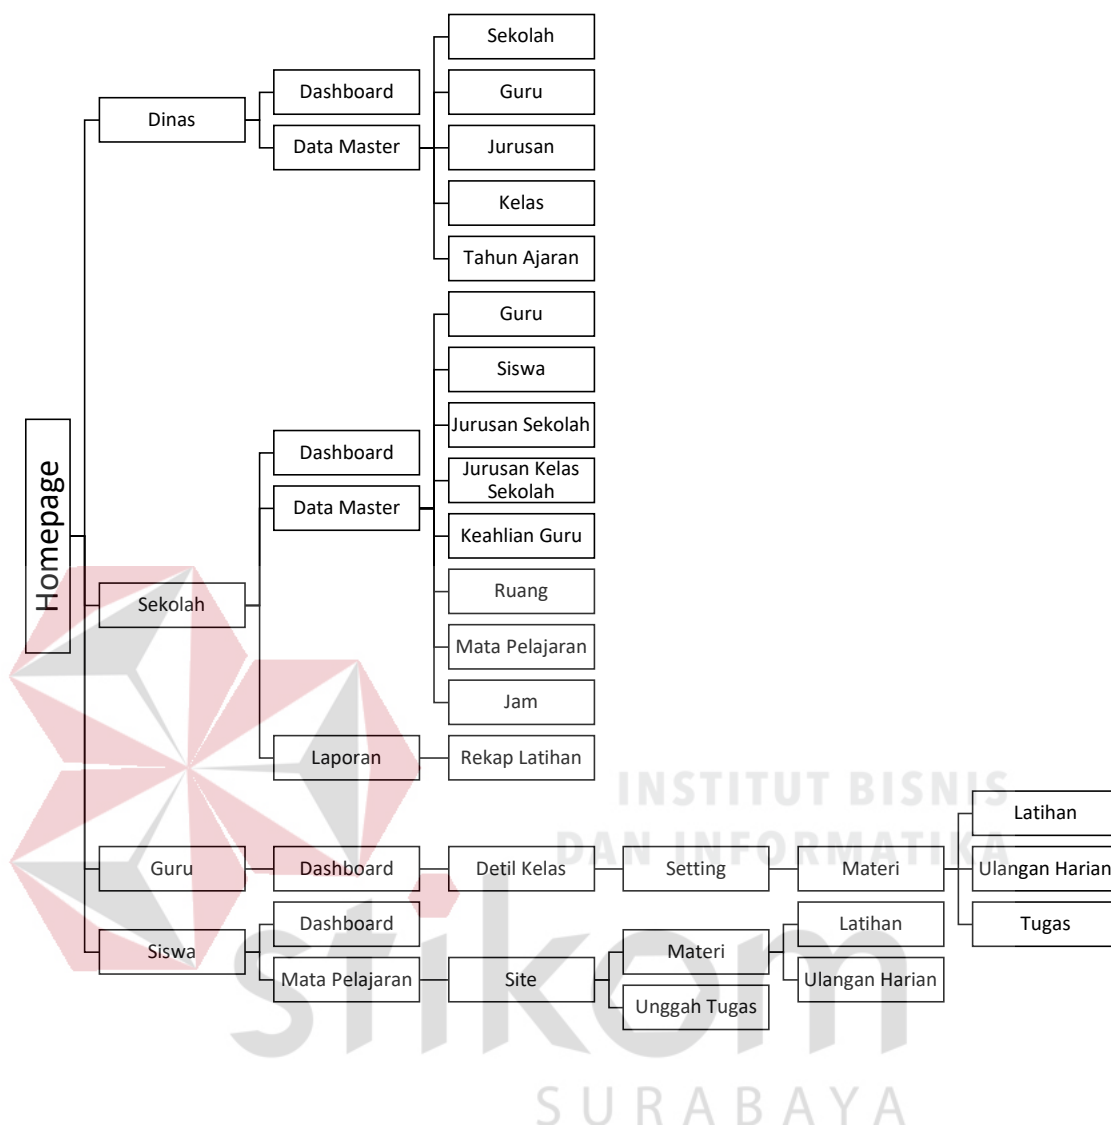 Homepage
Dinas
Dashboard
Data Master
Sekolah
Guru
Jurusan
Kelas
Tahun Ajaran
Sekolah
Dashboard
Data Master
Guru
Siswa
Jurusan Sekolah
Jurusan Kelas
Sekolah
Keahlian Guru
Ruang
Mata Pelajaran
Jam
Laporan
Rekap Latihan
Guru
Dashboard
Detil Kelas
Setting
Materi
Latihan
Ulangan Harian
Tugas
Siswa
Dashboard
Mata Pelajaran
Site
Materi
Latihan
Ulangan Harian
Unggah Tugas
INSTITUT BISNIS
DAN INFORMATIKA
stikom
SURABAYA